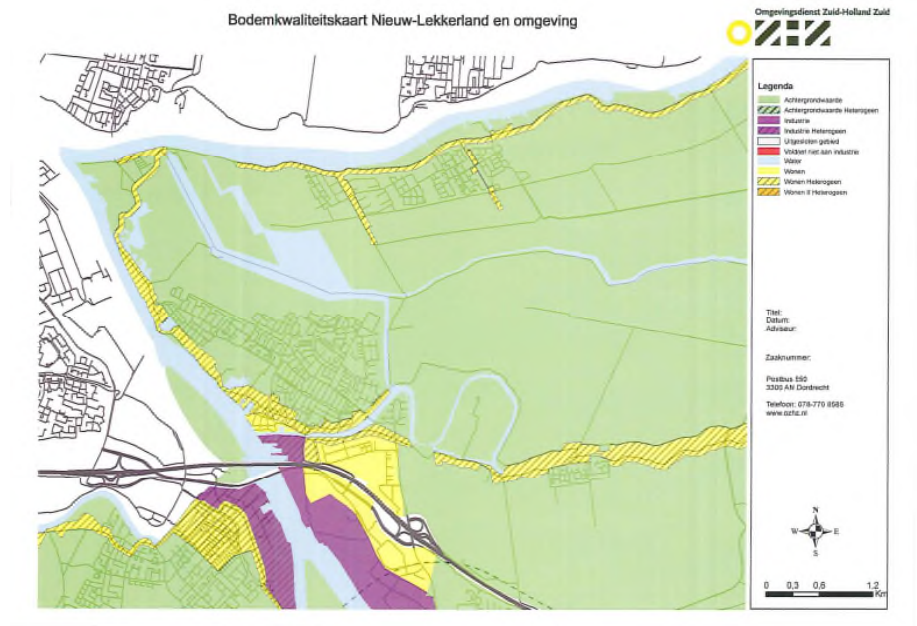 Bodemkwaliteitskaart Nieuw-Lekkerland en omgeving
Omgevingsdienst Zuid-Holland Zuid
OZHZ
Legenda
Achtergrondwaarde
Achtergrondwaarde Heterogeen
Industrie
Industrie Heterogeen
Uitgesloten gebied
Voldoet niet aan industrie
Water
Wonen
Wonen Heterogeen
Wonen II Heterogeen
Titel:
Datum:
Adviseur:
Zaaknummer:
Postbus 550
3300 AN Dordrecht
Telefoon: 078-770 8585
www.ozhz.nl
N
W E
S
0 0,3 0,6 1,2
Km